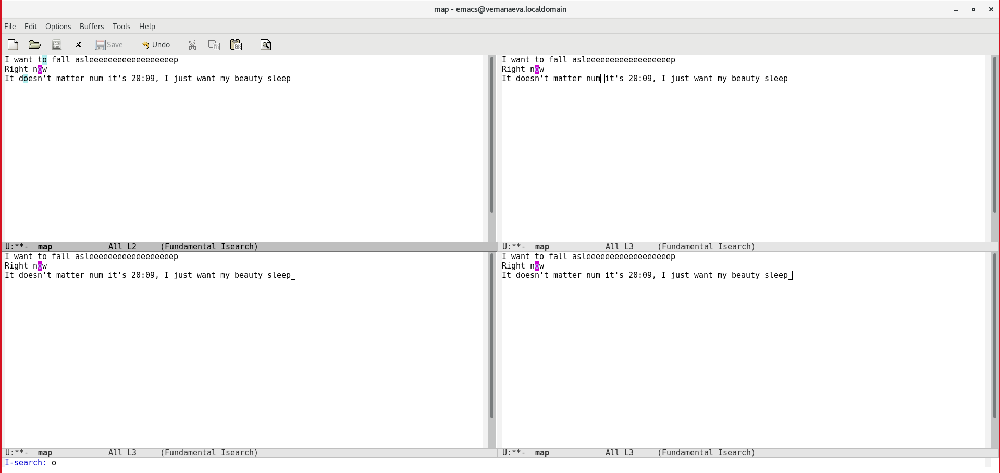 map - emacs@vemanaeva.localdomain
File Edit Options Buffers Tools Help
Save Undo
I want to fall asleeeeeeeeeeeeeeeeeep
Right now
It doesn't matter num it's 20:09, I just want my beauty sleep
U:**- map All L2 (Fundamental Isearch)
I want to fall asleeeeeeeeeeeeeeeeeep
Right now
It doesn't matter num it's 20:09, I just want my beauty sleep
U:**- map All L3 (Fundamental Isearch)
I want to fall asleeeeeeeeeeeeeeeeeep
Right now
It doesn't matter num it's 20:09, I just want my beauty sleep
U:**- map All L3 (Fundamental Isearch)
I want to fall asleeeeeeeeeeeeeeeeeep
Right now
It doesn't matter num it's 20:09, I just want my beauty sleep
U:**- map All L3 (Fundamental Isearch)
I-search: o